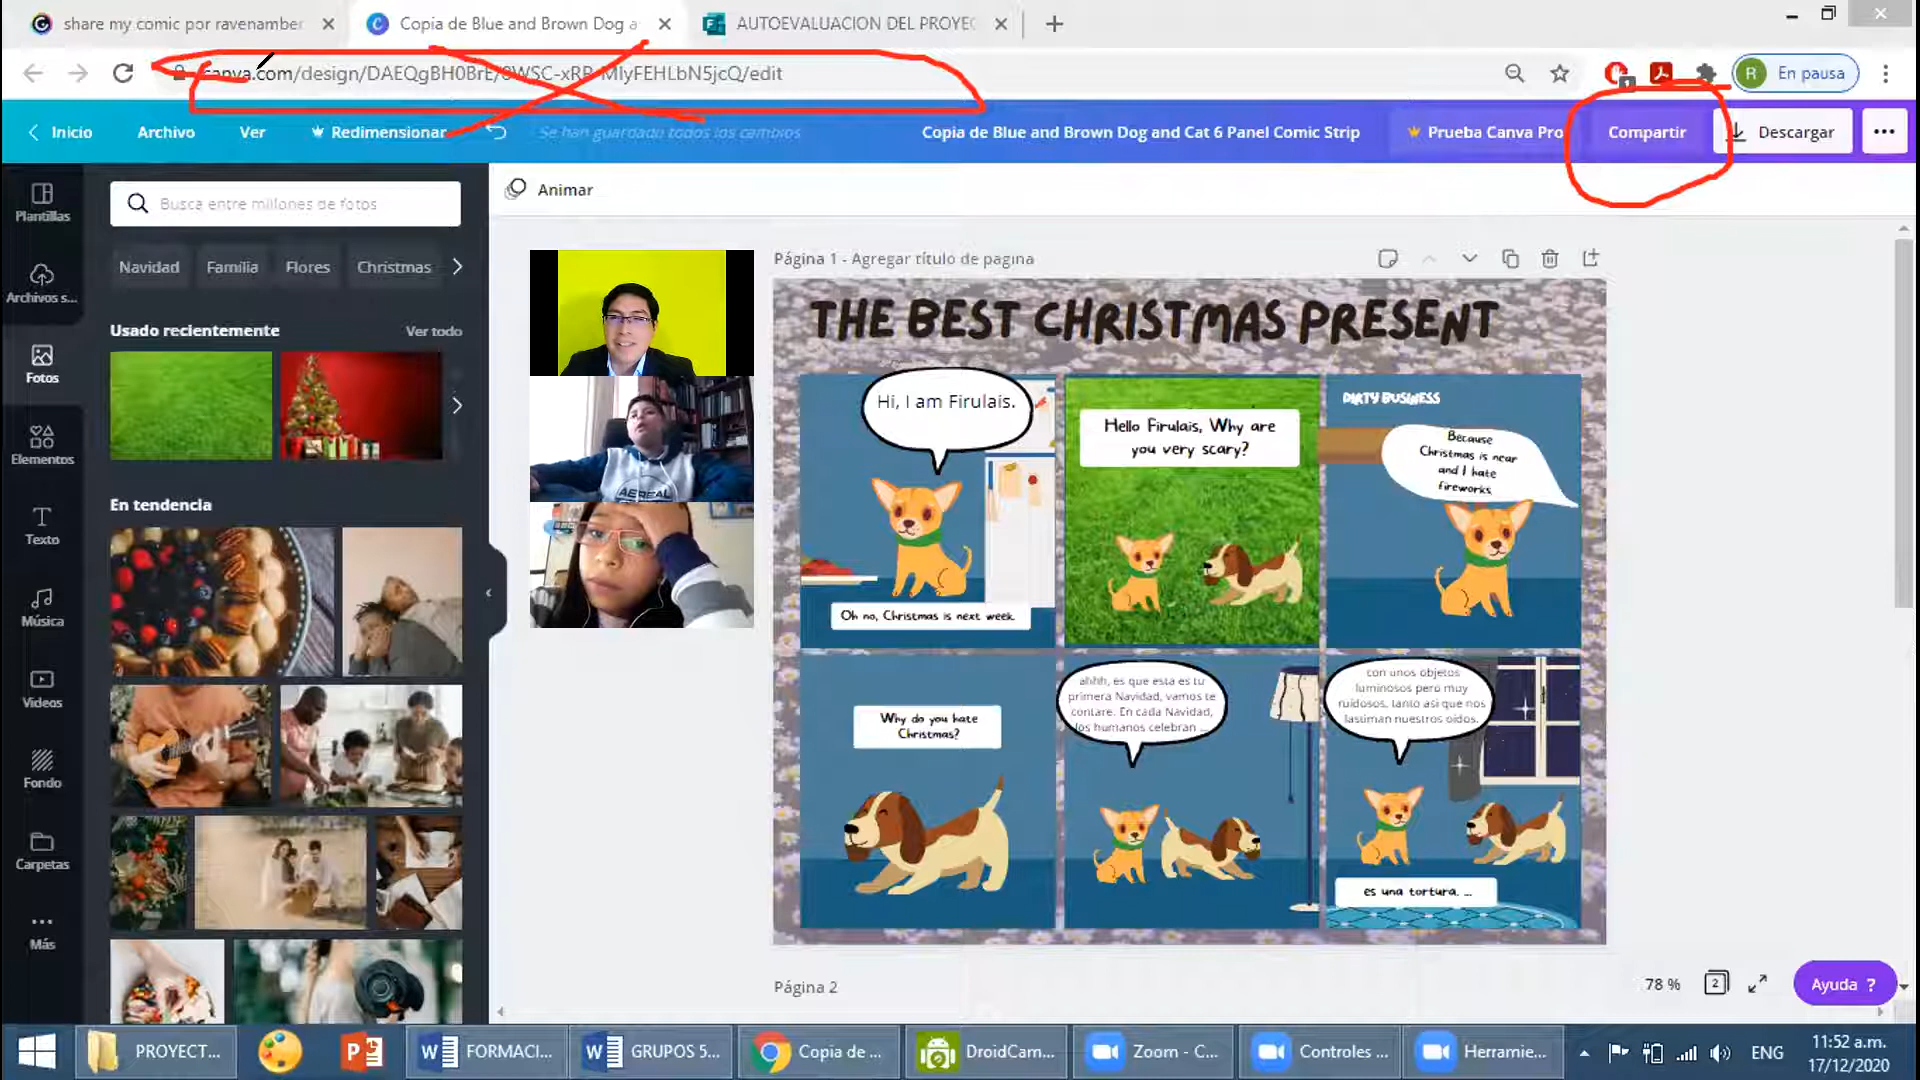 share my comic por ravenamber
Copia de Blue and Brown Dog a
AUTOEVALUACION DEL PROYEC
canva.com/design/DAEQgBH0BrE/
MlyFEHLbN5jcQ/edit
R
En pausa
Inicio
Archivo
Ver
Redimensionar
Se han guardado todos los cambios
Copia de Blue and Brown Dog and Cat 6 Panel Comic Strip
Prueba Canva Pro
Compartir
Descargar
Animar
Plantillas
Archivos s...
Fotos
Elementos
Texto
Música
Videos
Fondo
Carpetas
Más
Busca entre millones de fotos
Navidad
Familia
Flores
Christmas
Usado recientemente
Ver todo
En tendencia
AEREAL
Página 1 - Agregar título de página
THE BEST CHRISTMAS PRESENT
Hi, I am Firulais.
Oh no, Christmas is next week.
Hello Firulais, Why are
you very scary?
DIRTY BUSINESS
Because
Christmas is near
and I hate
fireworks.
Why do you hate
Christmas?
ahhh, es que esta es tu
primera Navidad, vamos te
contare. En cada Navidad,
los humanos celebran ...
con unos objetos
luminosos pero muy
ruidosos, tanto asi que nos
lastiman nuestros oidos.
es una tortura. ...
Página 2
78 %
2
Ayuda ?
PROYECT...
FORMACI...
GRUPOS 5...
Copia de ...
DroidCam...
Zoom - C...
Controles ...
Herramie...
ENG
11:52 a.m.
17/12/2020